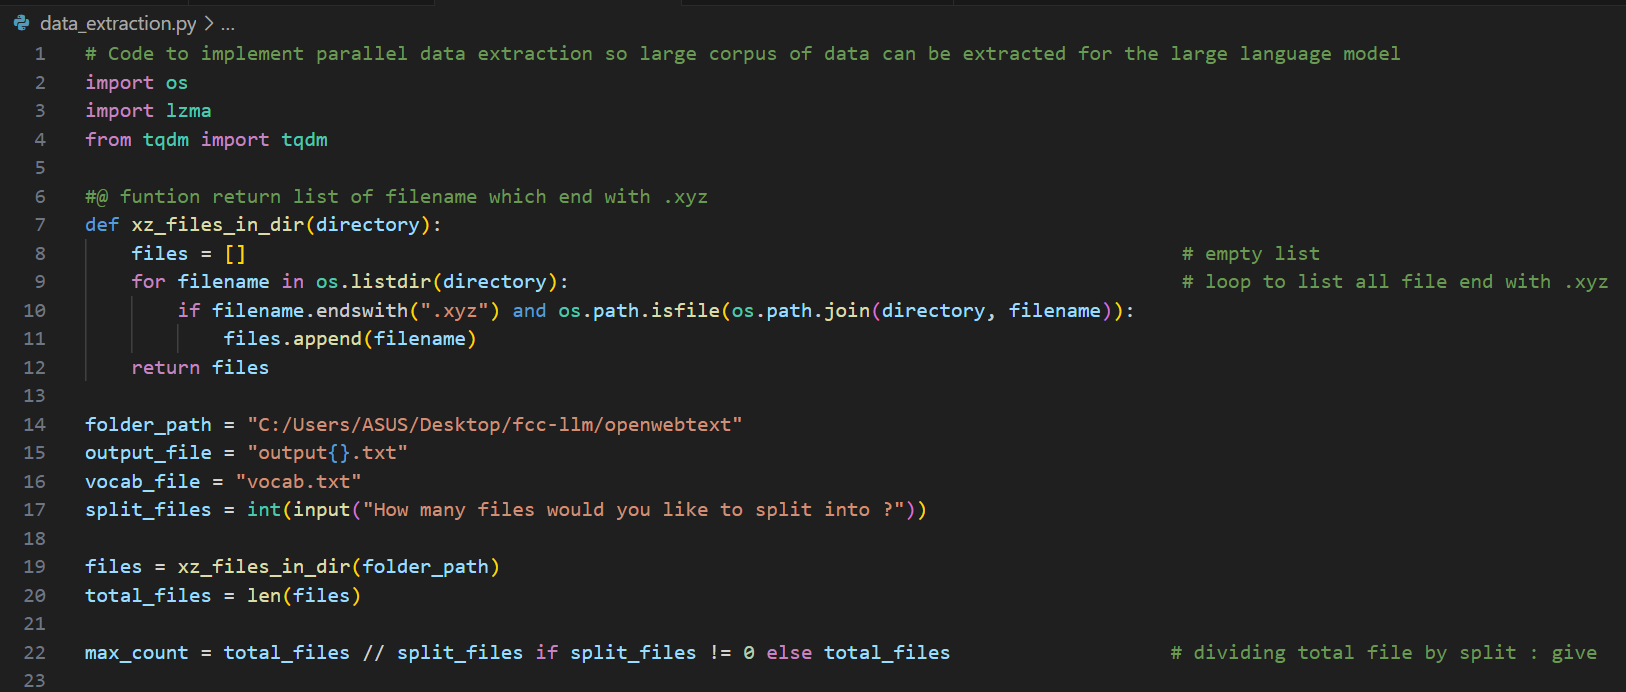 data_extraction.py > ...
1 # Code to implement parallel data extraction so large corpus of data can be extracted for the large language model
2 import os
3 import lzma
4 from tqdm import tqdm
5
6 #@ funtion return list of filename which end with .xyz
7 def xz_files_in_dir(directory):
8     files = [] # empty list
9     for filename in os.listdir(directory): # loop to list all file end with .xyz
10         if filename.endswith(".xyz") and os.path.isfile(os.path.join(directory, filename)):
11             files.append(filename)
12     return files
13
14 folder_path = "C:/Users/ASUS/Desktop/fcc-llm/openwebtext"
15 output_file = "output{}.txt"
16 vocab_file = "vocab.txt"
17 split_files = int(input("How many files would you like to split into ?"))
18
19 files = xz_files_in_dir(folder_path)
20 total_files = len(files)
21
22 max_count = total_files // split_files if split_files != 0 else total_files # dividing total file by split : give
23